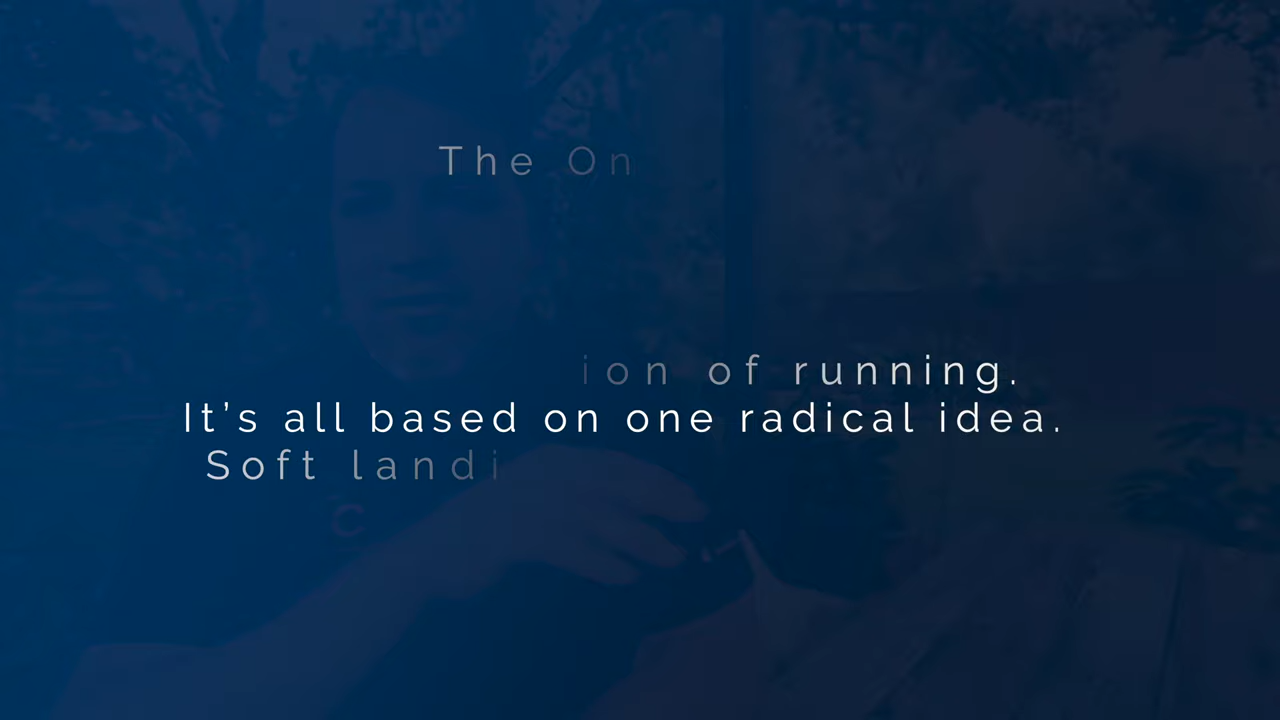 The On
ion of running.
It’s all based on one radical idea.
Soft landi